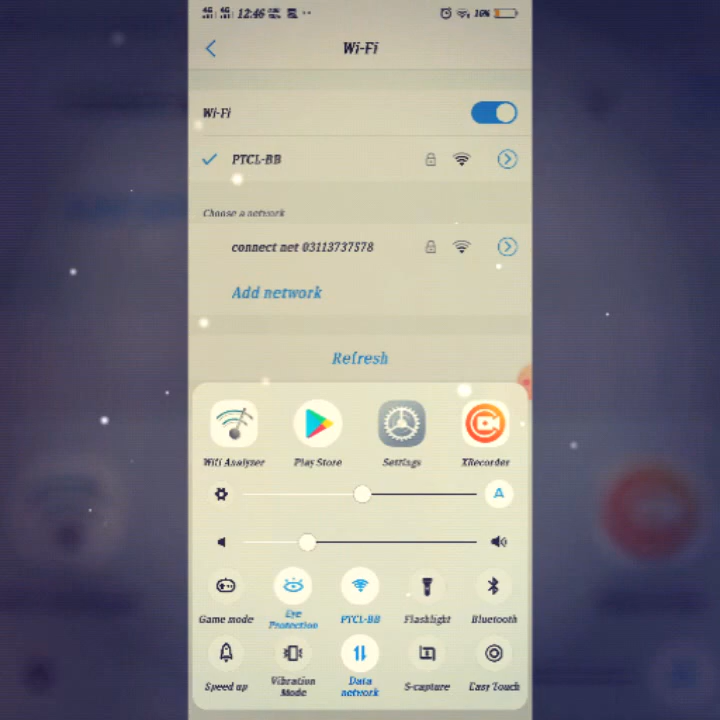 12:46 16%
Wi-Fi
Wi-Fi
PTCL-BB
Choose a network
connect net 03113737578
Add network
Refresh
Wifi Analyzer Play Store Settings XRecorder
A
Game mode Eye Protection PTCL-BB Flashlight Bluetooth
Speed up Vibration Mode Data network S-capture Easy Touch